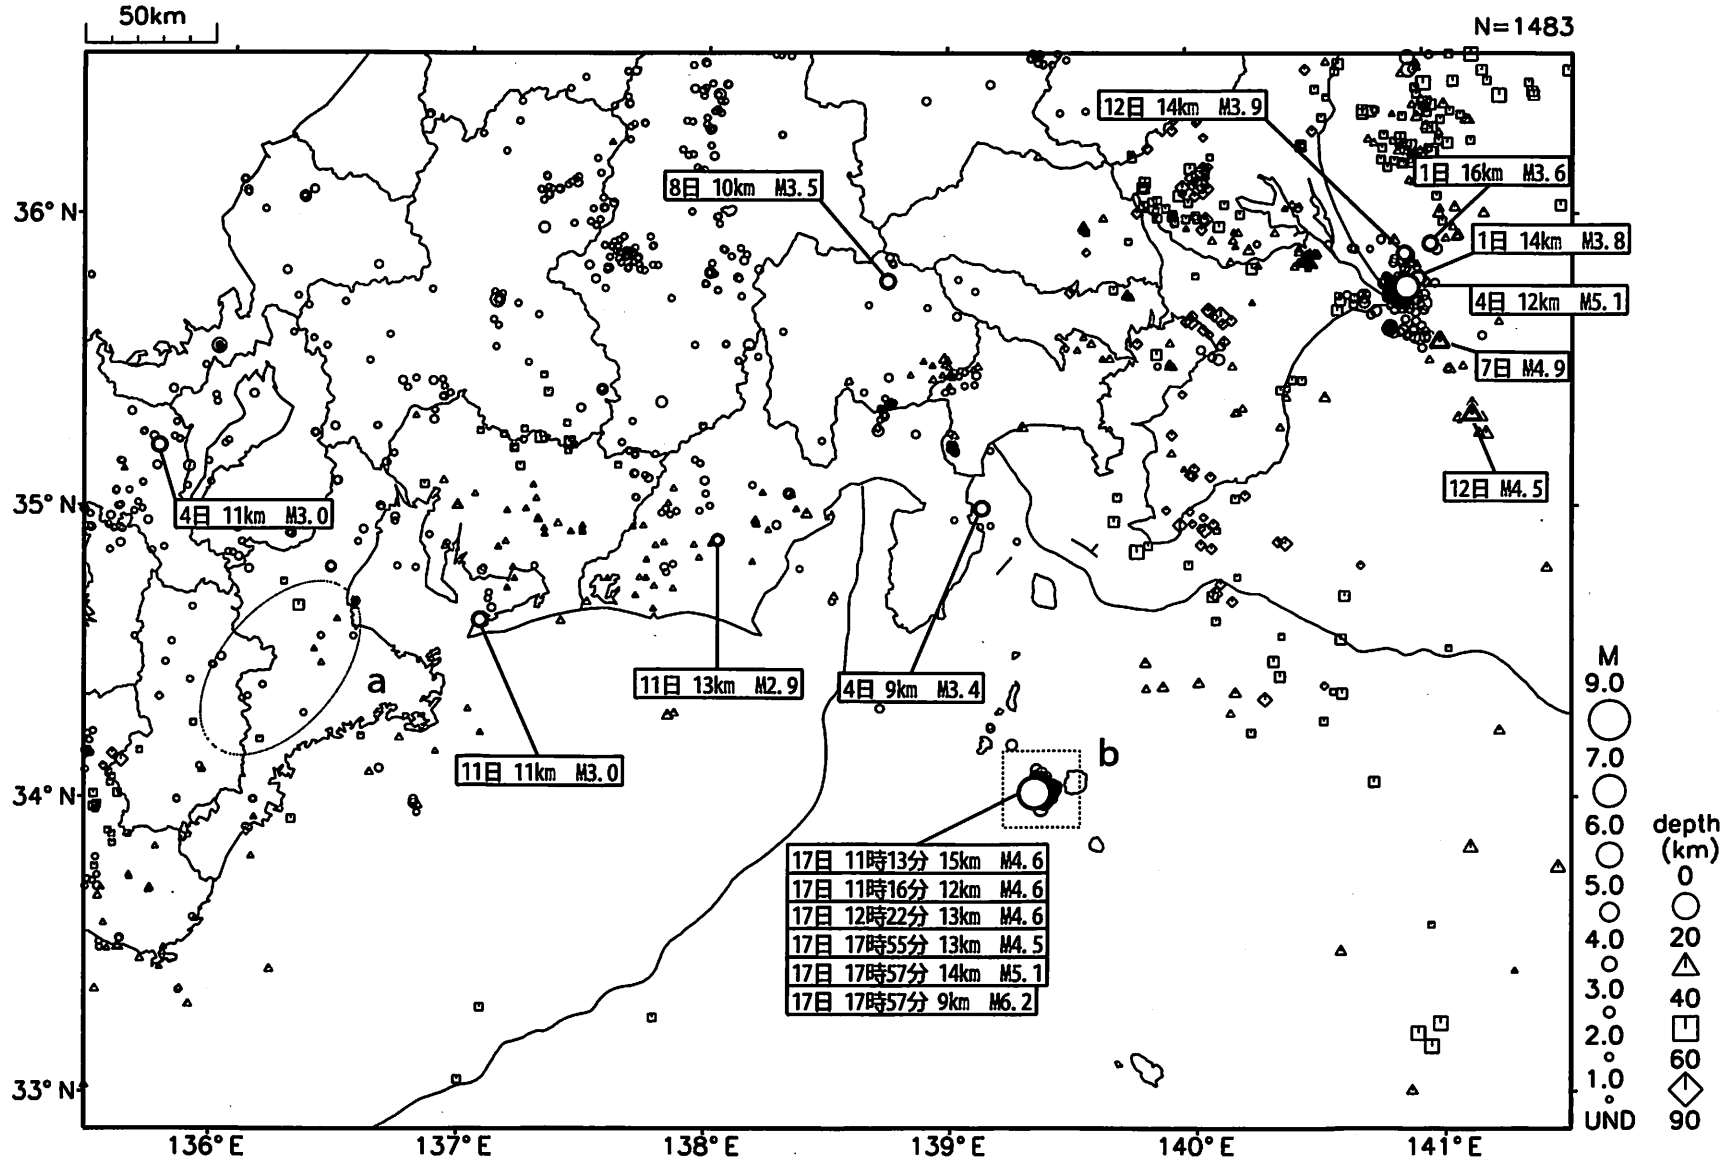 50km
N=1483
12日 14km M3.9
1日 16km M3.6
8日 10km M3.5
36°N
1日 14km M3.8
4日 12km M5.1
7日 M4.9
12日 M4.5
35°N
4日 11km M3.0
11日 13km M2.9
4日 9km M3.4
a
11日 11km M3.0
b
34°N
17日 11時13分 15km M4.6
17日 11時16分 12km M4.6
17日 12時22分 13km M4.6
17日 17時55分 13km M4.5
17日 17時57分 14km M5.1
17日 17時57分 9km M6.2
33°N
136°E
137°E
138°E
139°E
140°E
141°E
M
9.0
7.0
6.0
5.0
4.0
3.0
2.0
1.0
UND
depth
(km)
0
20
40
60
90